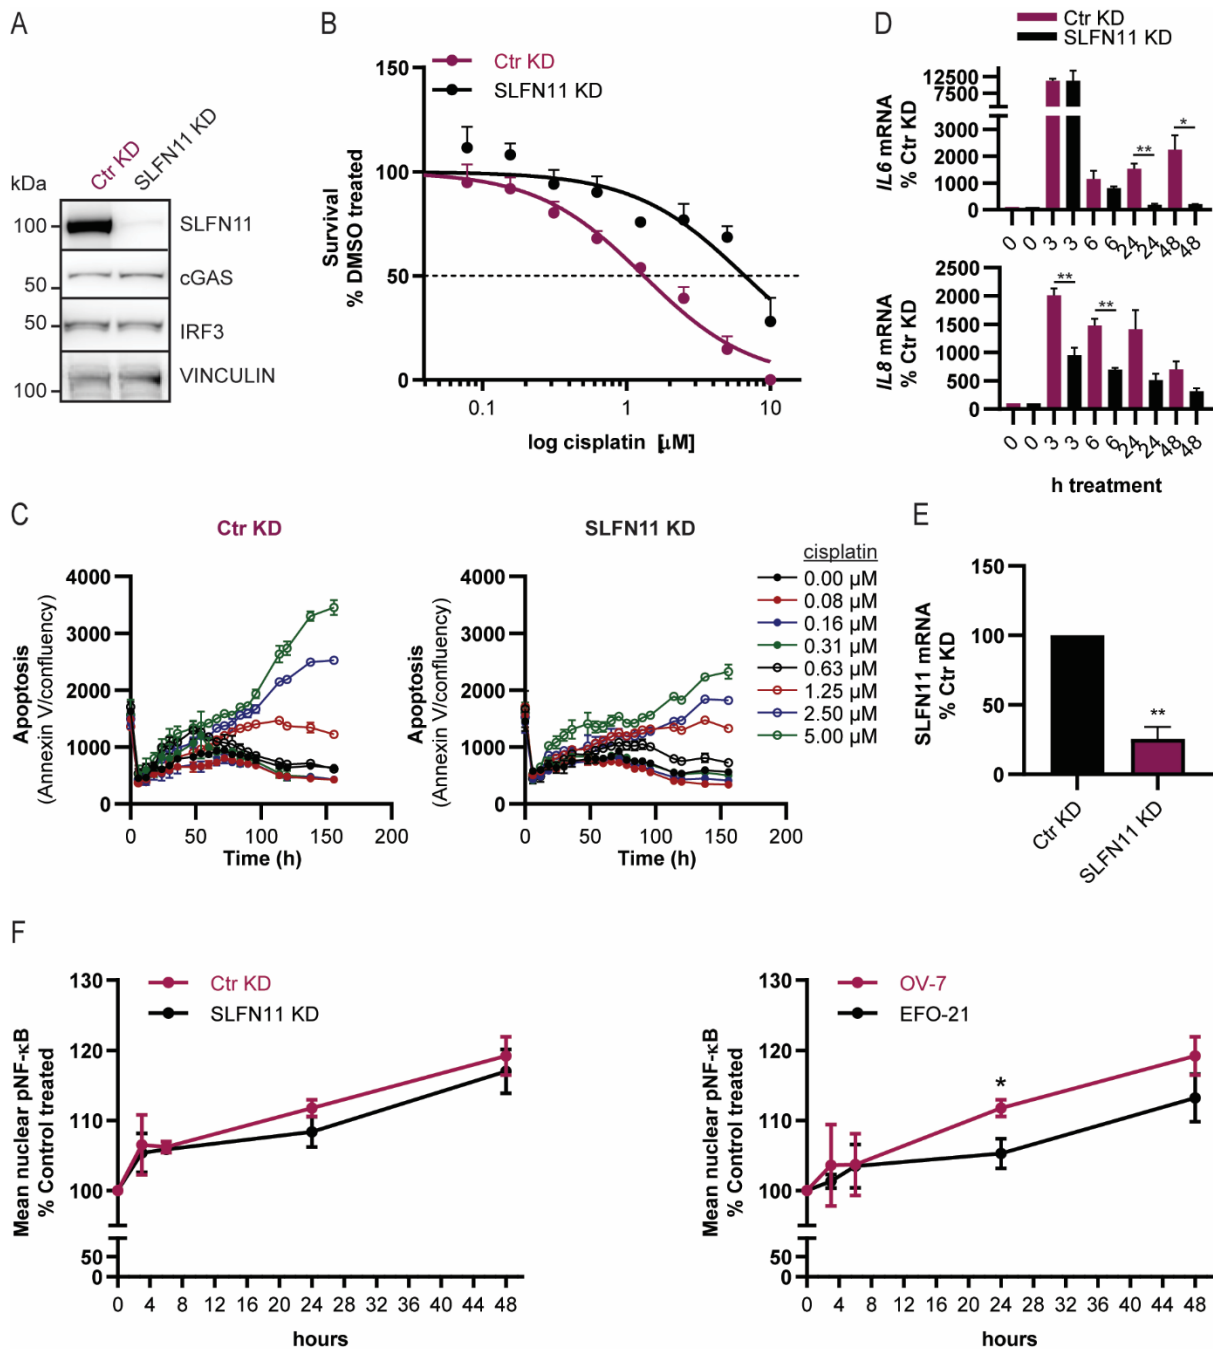 A
Ctr KD
SLFN11 KD
kDa
100
SLFN11
50
cGAS
50
IRF3
100
VINCULIN
B
Ctr KD
SLFN11 KD
150
100
50
0
Survival
% DMSO treated
0.1
1
10
log cisplatin [µM]
D
Ctr KD
SLFN11 KD
12500
7500
3000
2000
1000
0
IL6 mRNA
% Ctr KD
**
*
0 0 3 3 6 6 24 24 48 48
2500
2000
1500
1000
500
0
IL8 mRNA
% Ctr KD
**
**
0 0 3 3 6 6 24 24 48 48
h treatment
C
Ctr KD
4000
3000
2000
1000
0
Apoptosis
(Annexin V/confluency)
0 50 100 150 200
Time (h)
SLFN11 KD
4000
3000
2000
1000
0
Apoptosis
(Annexin V/confluency)
0 50 100 150 200
Time (h)
cisplatin
0.00 µM
0.08 µM
0.16 µM
0.31 µM
0.63 µM
1.25 µM
2.50 µM
5.00 µM
E
150
100
50
0
SLFN11 mRNA
% Ctr KD
**
Ctr KD
SLFN11 KD
F
Ctr KD
SLFN11 KD
130
120
110
100
50
0
Mean nuclear pNF-κB
% Control treated
0 4 8 12 16 20 24 28 32 36 40 44 48
hours
OV-7
EFO-21
130
120
110
100
50
0
Mean nuclear pNF-κB
% Control treated
*
0 4 8 12 16 20 24 28 32 36 40 44 48
hours